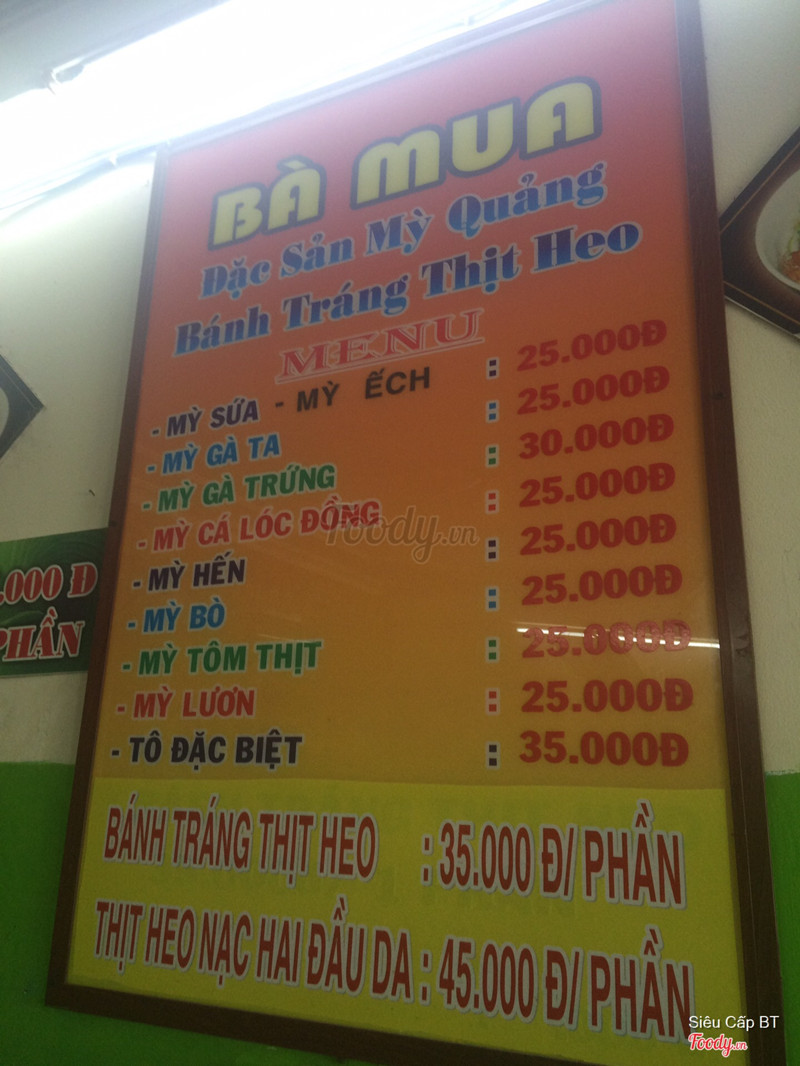 BÀ MUA
Đặc Sản Mỳ Quảng
Bánh Tráng Thịt Heo
MENU
- MỲ SỨA - MỲ ẾCH : 25.000Đ
- MỲ GÀ TA : 25.000Đ
- MỲ GÀ TRỨNG : 30.000Đ
- MỲ CÁ LÓC ĐỒNG : 25.000Đ
- MỲ HẾN : 25.000Đ
- MỲ BÒ : 25.000Đ
- MỲ TÔM THỊT : 25.000Đ
- MỲ LƯƠN : 25.000Đ
- TÔ ĐẶC BIỆT : 35.000Đ
BÁNH TRÁNG THỊT HEO : 35.000 Đ/ PHẦN
THỊT HEO NẠC HAI ĐẦU DA : 45.000 Đ/ PHẦN
.000 Đ
PHẦN
foody.vn
Siêu Cấp BT
Foody.vn